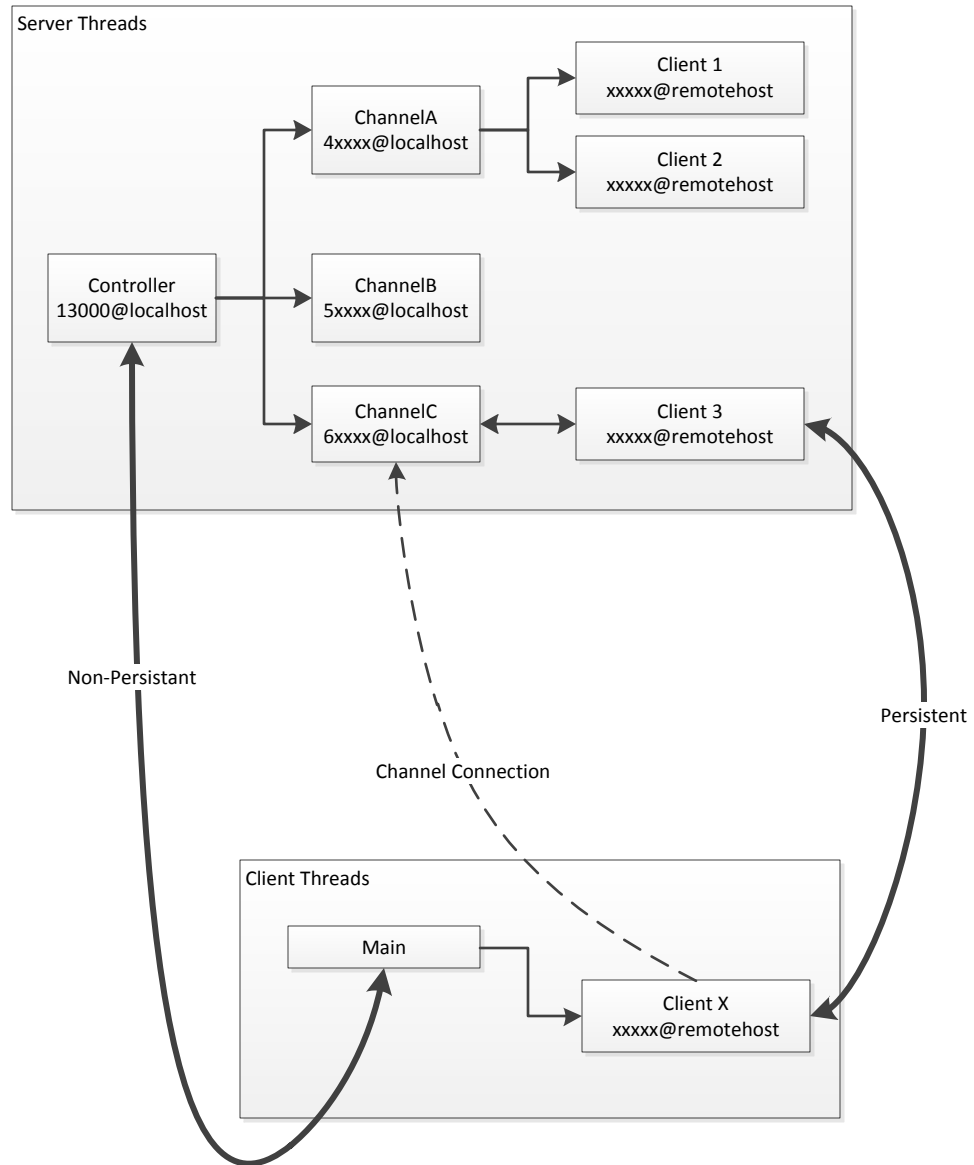 Server Threads
Client 1
xxxxx@remotehost
ChannelA
4xxxx@localhost
Client 2
xxxxx@remotehost
Controller
13000@localhost
ChannelB
5xxxx@localhost
ChannelC
6xxxx@localhost
Client 3
xxxxx@remotehost
Non-Persistant
Persistent
Channel Connection
Client Threads
Main
Client X
xxxxx@remotehost